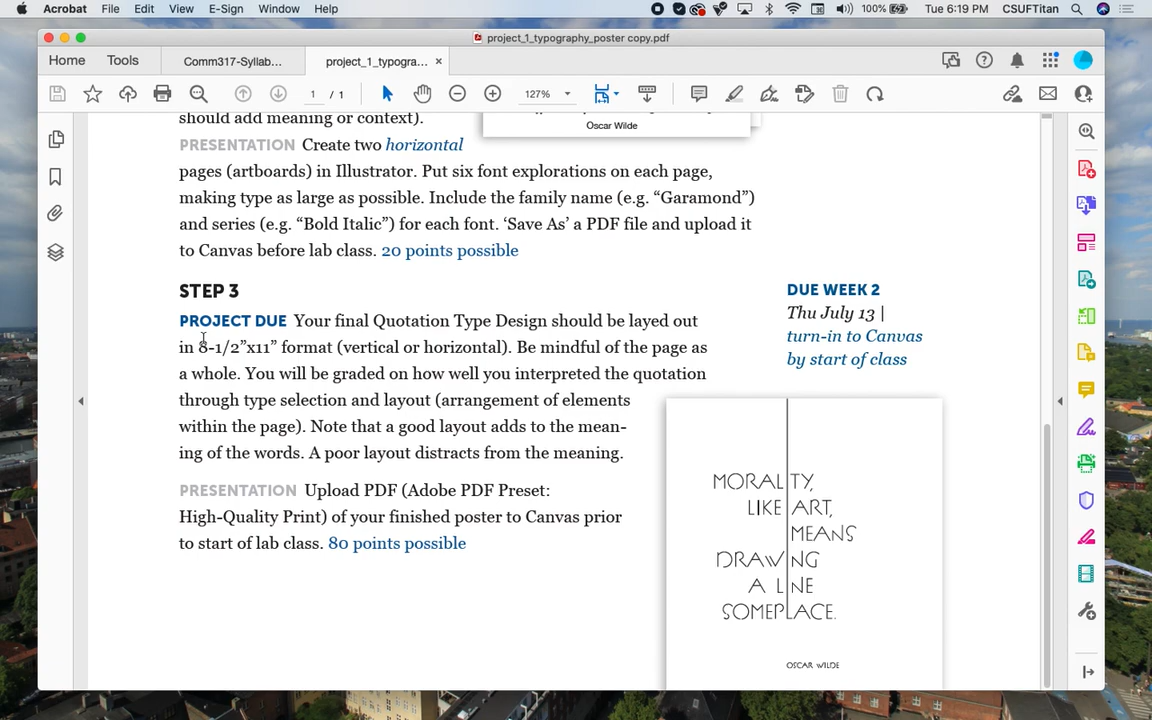 Acrobat File Edit View E-Sign Window Help
100% Tue 6:19 PM CSUFTitan
project_1_typography_poster copy.pdf
Home Tools Comm317-Syllab... project_1_typogra... ×
1 / 1 127%
should add meaning or context).
Oscar Wilde
PRESENTATION Create two horizontal
pages (artboards) in Illustrator. Put six font explorations on each page,
making type as large as possible. Include the family name (e.g. “Garamond”)
and series (e.g. “Bold Italic”) for each font. ‘Save As’ a PDF file and upload it
to Canvas before lab class. 20 points possible
STEP 3
PROJECT DUE Your final Quotation Type Design should be layed out
in 8-1/2”x11” format (vertical or horizontal). Be mindful of the page as
a whole. You will be graded on how well you interpreted the quotation
through type selection and layout (arrangement of elements
within the page). Note that a good layout adds to the mean-
ing of the words. A poor layout distracts from the meaning.
PRESENTATION Upload PDF (Adobe PDF Preset:
High-Quality Print) of your finished poster to Canvas prior
to start of lab class. 80 points possible
DUE WEEK 2
Thu July 13 |
turn-in to Canvas
by start of class
MORALITY,
LIKE ART,
MEANS
DRAWING
A LINE
SOMEPLACE.
OSCAR WILDE